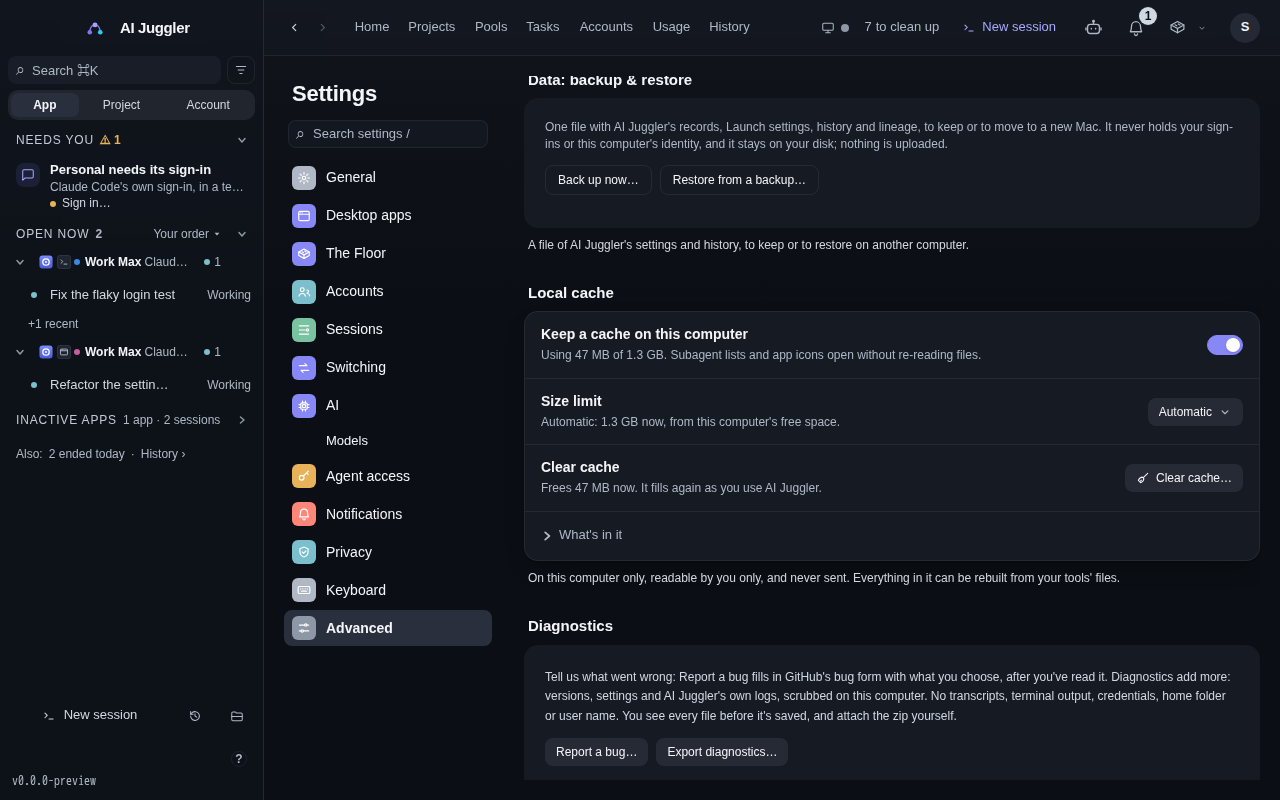 AI Juggler
Search ⌘K
App Project Account
NEEDS YOU 1
Personal needs its sign-in
Claude Code's own sign-in, in a te…
Sign in…
OPEN NOW 2 Your order
Work Max Claud… 1
Fix the flaky login test Working
+1 recent
Work Max Claud… 1
Refactor the settin… Working
INACTIVE APPS 1 app · 2 sessions
Also: 2 ended today · History ›
New session
?
v0.0.0-preview
Home Projects Pools Tasks Accounts Usage History
7 to clean up
New session
1
S
Settings
Search settings /
General
Desktop apps
The Floor
Accounts
Sessions
Switching
AI
Models
Agent access
Notifications
Privacy
Keyboard
Advanced
Data: backup & restore
One file with AI Juggler's records, Launch settings, history and lineage, to keep or to move to a new Mac. It never holds your sign-
ins or this computer's identity, and it stays on your disk; nothing is uploaded.
Back up now… Restore from a backup…
A file of AI Juggler's settings and history, to keep or to restore on another computer.
Local cache
Keep a cache on this computer
Using 47 MB of 1.3 GB. Subagent lists and app icons open without re-reading files.
Size limit
Automatic: 1.3 GB now, from this computer's free space.
Automatic
Clear cache
Frees 47 MB now. It fills again as you use AI Juggler.
Clear cache…
What's in it
On this computer only, readable by you only, and never sent. Everything in it can be rebuilt from your tools' files.
Diagnostics
Tell us what went wrong: Report a bug fills in GitHub's bug form with what you choose, after you've read it. Diagnostics add more:
versions, settings and AI Juggler's own logs, scrubbed on this computer. No transcripts, terminal output, credentials, home folder
or user name. You see every file before it's saved, and attach the zip yourself.
Report a bug… Export diagnostics…